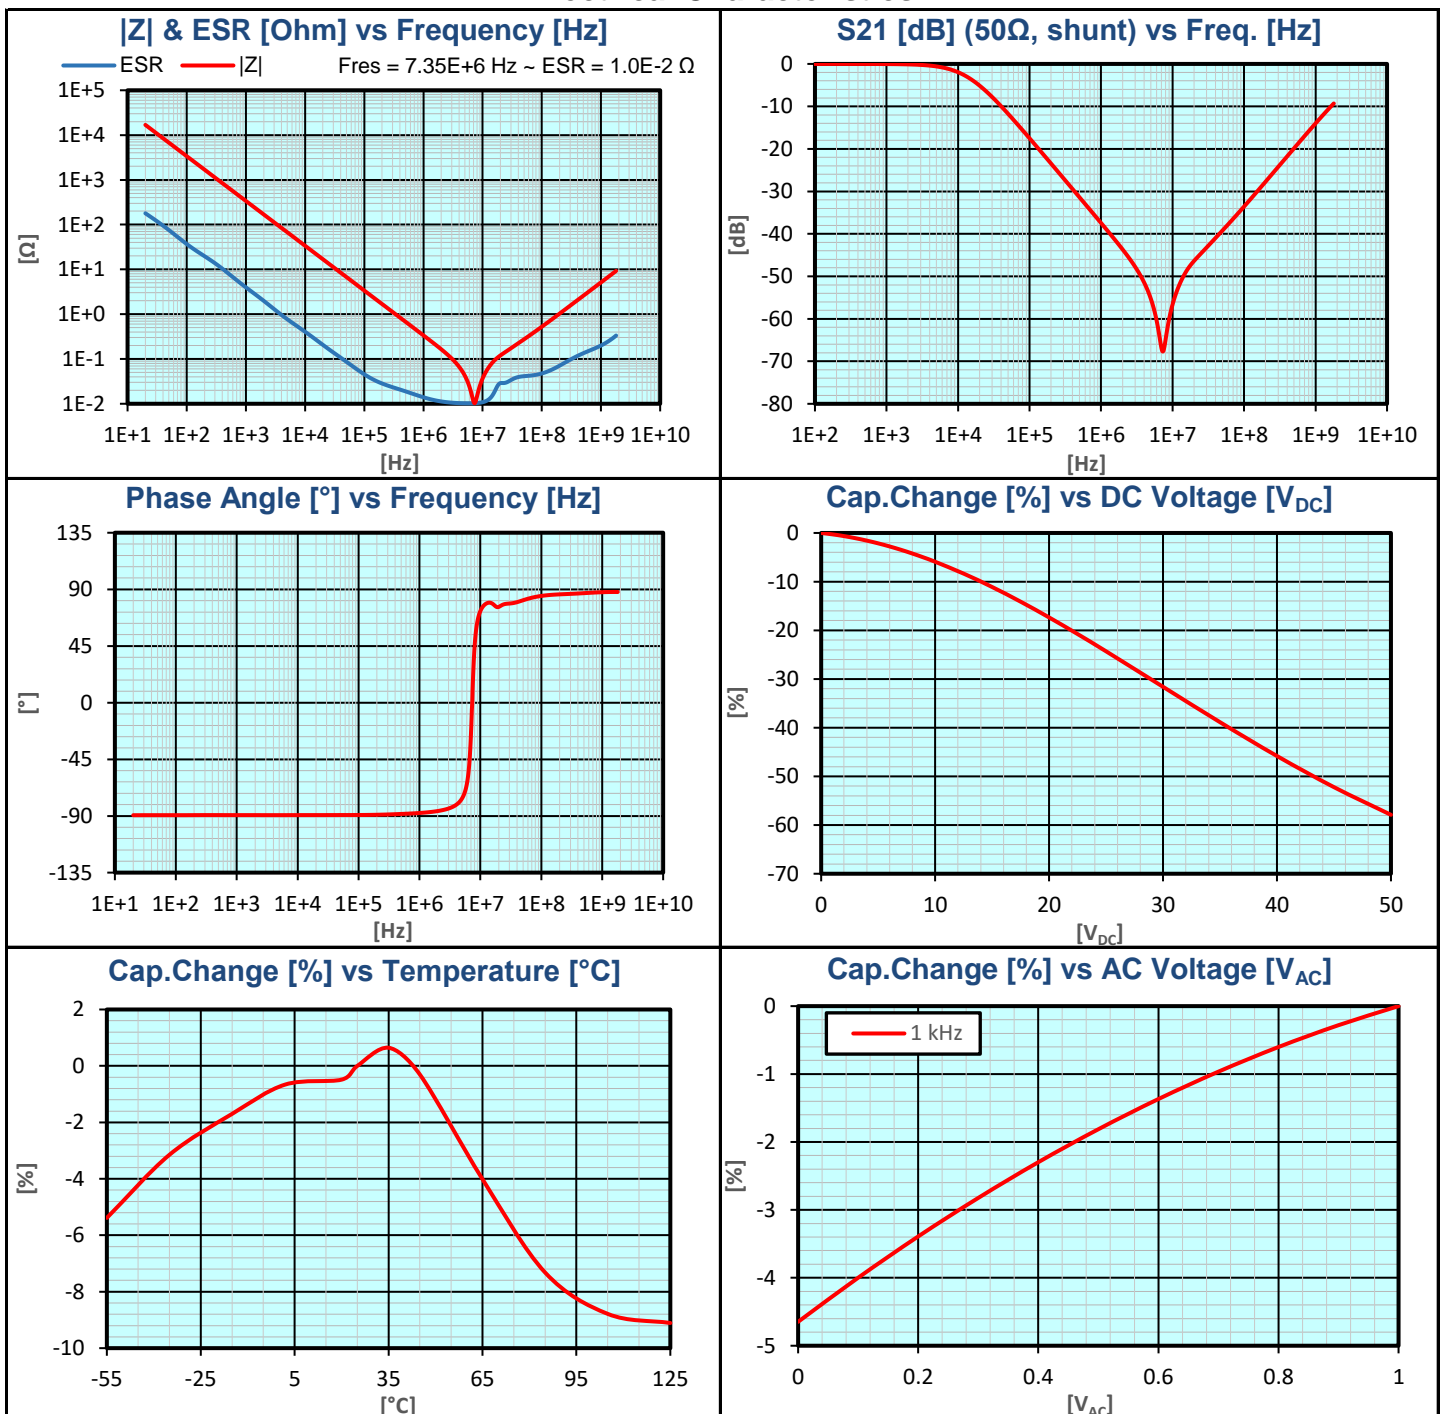 |Z| & ESR [Ohm] vs Frequency [Hz]
ESR |Z| Fres = 7.35E+6 Hz ~ ESR = 1.0E-2 Ω
1E+5
1E+4
1E+3
1E+2
1E+1
1E+0
1E-1
1E-2
[Ω]
1E+1 1E+2 1E+3 1E+4 1E+5 1E+6 1E+7 1E+8 1E+9 1E+10
[Hz]
S21 [dB] (50Ω, shunt) vs Freq. [Hz]
0
-10
-20
-30
-40
-50
-60
-70
-80
[dB]
1E+2 1E+3 1E+4 1E+5 1E+6 1E+7 1E+8 1E+9 1E+10
[Hz]
Phase Angle [°] vs Frequency [Hz]
135
90
45
0
-45
-90
-135
[°]
1E+1 1E+2 1E+3 1E+4 1E+5 1E+6 1E+7 1E+8 1E+9 1E+10
[Hz]
Cap.Change [%] vs DC Voltage [VDC]
0
-10
-20
-30
-40
-50
-60
-70
[%]
0 10 20 30 40 50
[VDC]
Cap.Change [%] vs Temperature [°C]
2
0
-2
-4
-6
-8
-10
[%]
-55 -25 5 35 65 95 125
[°C]
Cap.Change [%] vs AC Voltage [VAC]
1 kHz
0
-1
-2
-3
-4
-5
[%]
0 0.2 0.4 0.6 0.8 1
[VAC]